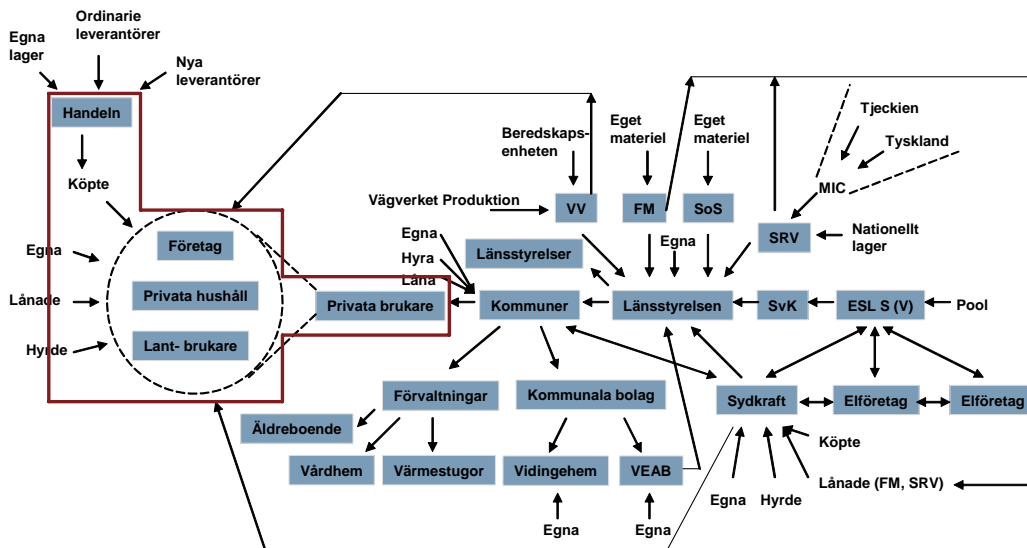 Ordinarie
leverantörer
Egna
lager
Nya
leverantörer
Handeln
Köpte
Egna
Lånade
Hyrde
Företag
Privata hushåll
Lant- brukare
Privata brukare
Beredskaps-
enheten
Eget
materiel
Eget
materiel
Tjeckien
Tyskland
MIC
Vägverket Produktion
VV
FM
SoS
SRV
Nationellt
lager
Egna
Hyra
Låna
Länsstyrelser
Egna
Kommuner
Länsstyrelsen
SvK
ESL S (V)
Pool
Förvaltningar
Kommunala bolag
Sydkraft
Elföretag
Elföretag
Äldreboende
Vårdhem
Värmestugor
Vidingehem
VEAB
Köpte
Lånade (FM, SRV)
Egna
Hyrde
Egna
Egna